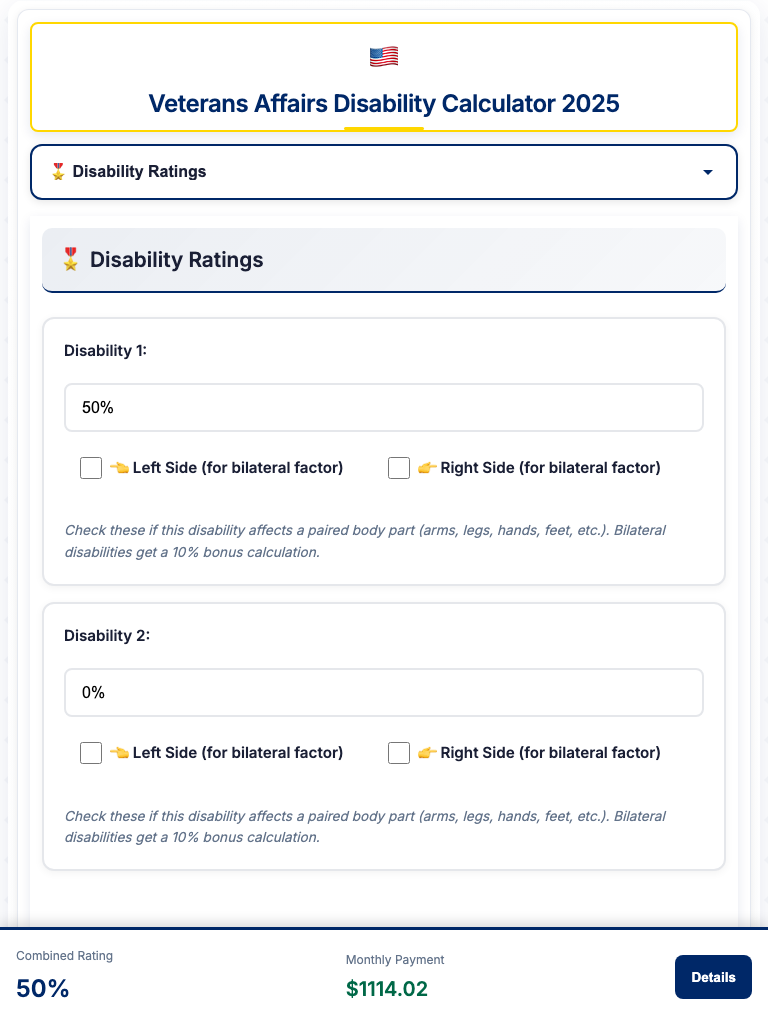 Veterans Affairs Disability Calculator 2025
Disability Ratings
Disability Ratings
Disability 1:
50%
Left Side (for bilateral factor) Right Side (for bilateral factor)
Check these if this disability affects a paired body part (arms, legs, hands, feet, etc.). Bilateral
disabilities get a 10% bonus calculation.
Disability 2:
0%
Left Side (for bilateral factor) Right Side (for bilateral factor)
Check these if this disability affects a paired body part (arms, legs, hands, feet, etc.). Bilateral
disabilities get a 10% bonus calculation.
Combined Rating
50%
Monthly Payment
$1114.02
Details